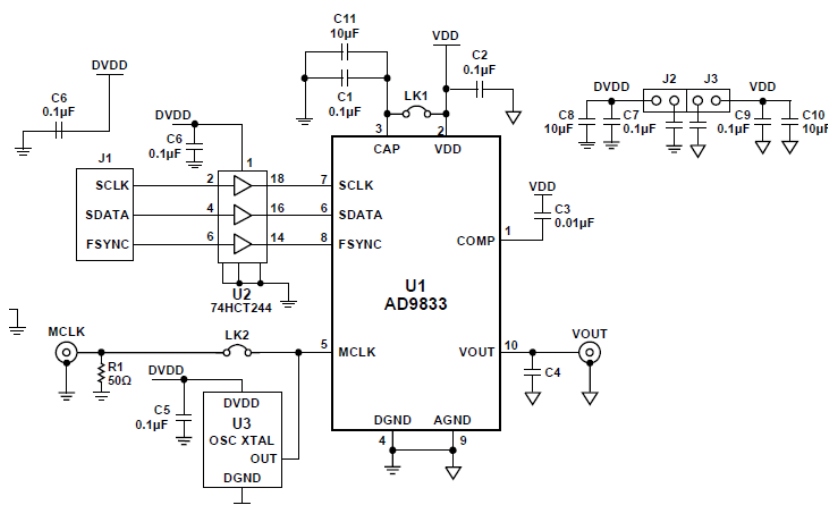 C11
10µF
VDD
DVDD
C2
0.1µF
DVDD
J2
J3
VDD
C6
0.1µF
C1
0.1µF
LK1
C8
10µF
C7
0.1µF
C9
0.1µF
C10
10µF
DVDD
C6
0.1µF
3
2
CAP
VDD
J1
1
SCLK
2
18
7
SCLK
VDD
SDATA
4
16
6
SDATA
C3
0.01µF
FSYNC
6
14
8
FSYNC
COMP
1
U2
74HCT244
U1
AD9833
MCLK
LK2
5
MCLK
VOUT
10
VOUT
R1
50Ω
C4
DVDD
C5
0.1µF
DVDD
U3
OSC XTAL
OUT
DGND
DGND
AGND
4
9